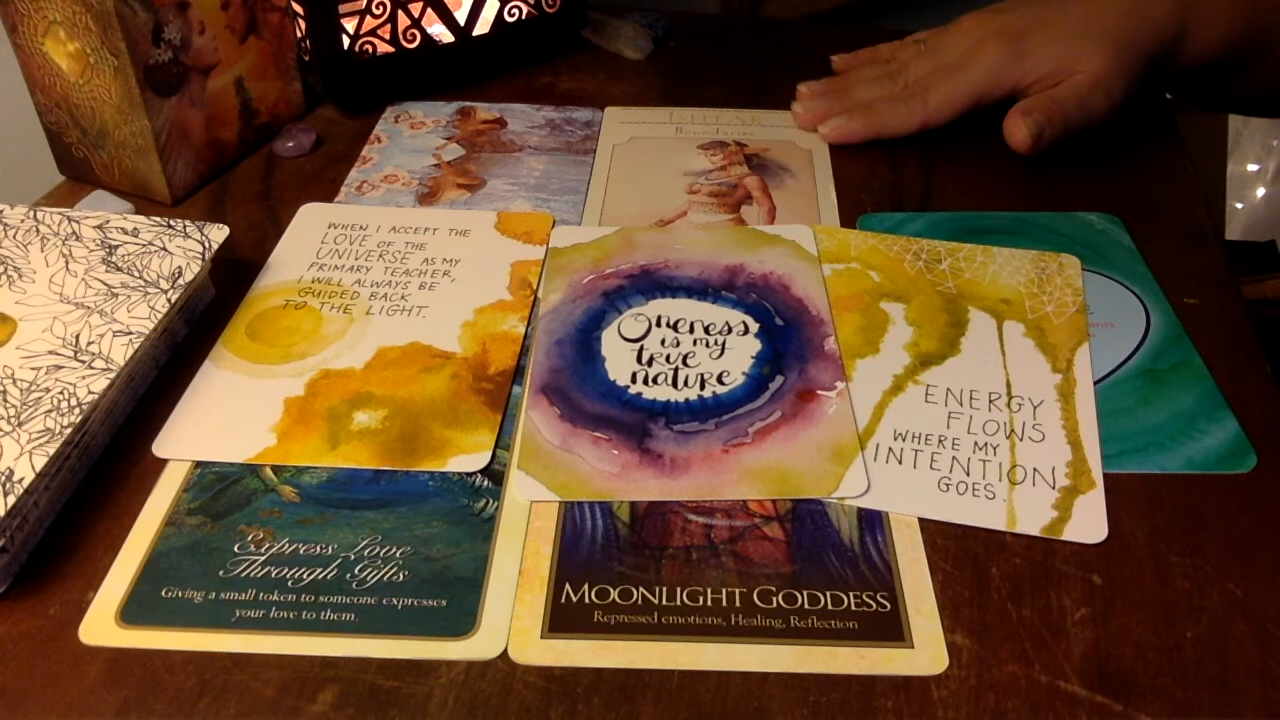 ISHTAR
Boundaries
WHEN I ACCEPT THE
LOVE OF THE
UNIVERSE AS MY
PRIMARY TEACHER,
I WILL ALWAYS BE
GUIDED BACK
TO THE LIGHT.
Oneness
is my
true
nature
ENERGY
FLOWS
WHERE MY
INTENTION
GOES.
Express Love
Through Gifts
Giving a small token to someone expresses
your love to them.
MOONLIGHT GODDESS
Repressed emotions, Healing, Reflection